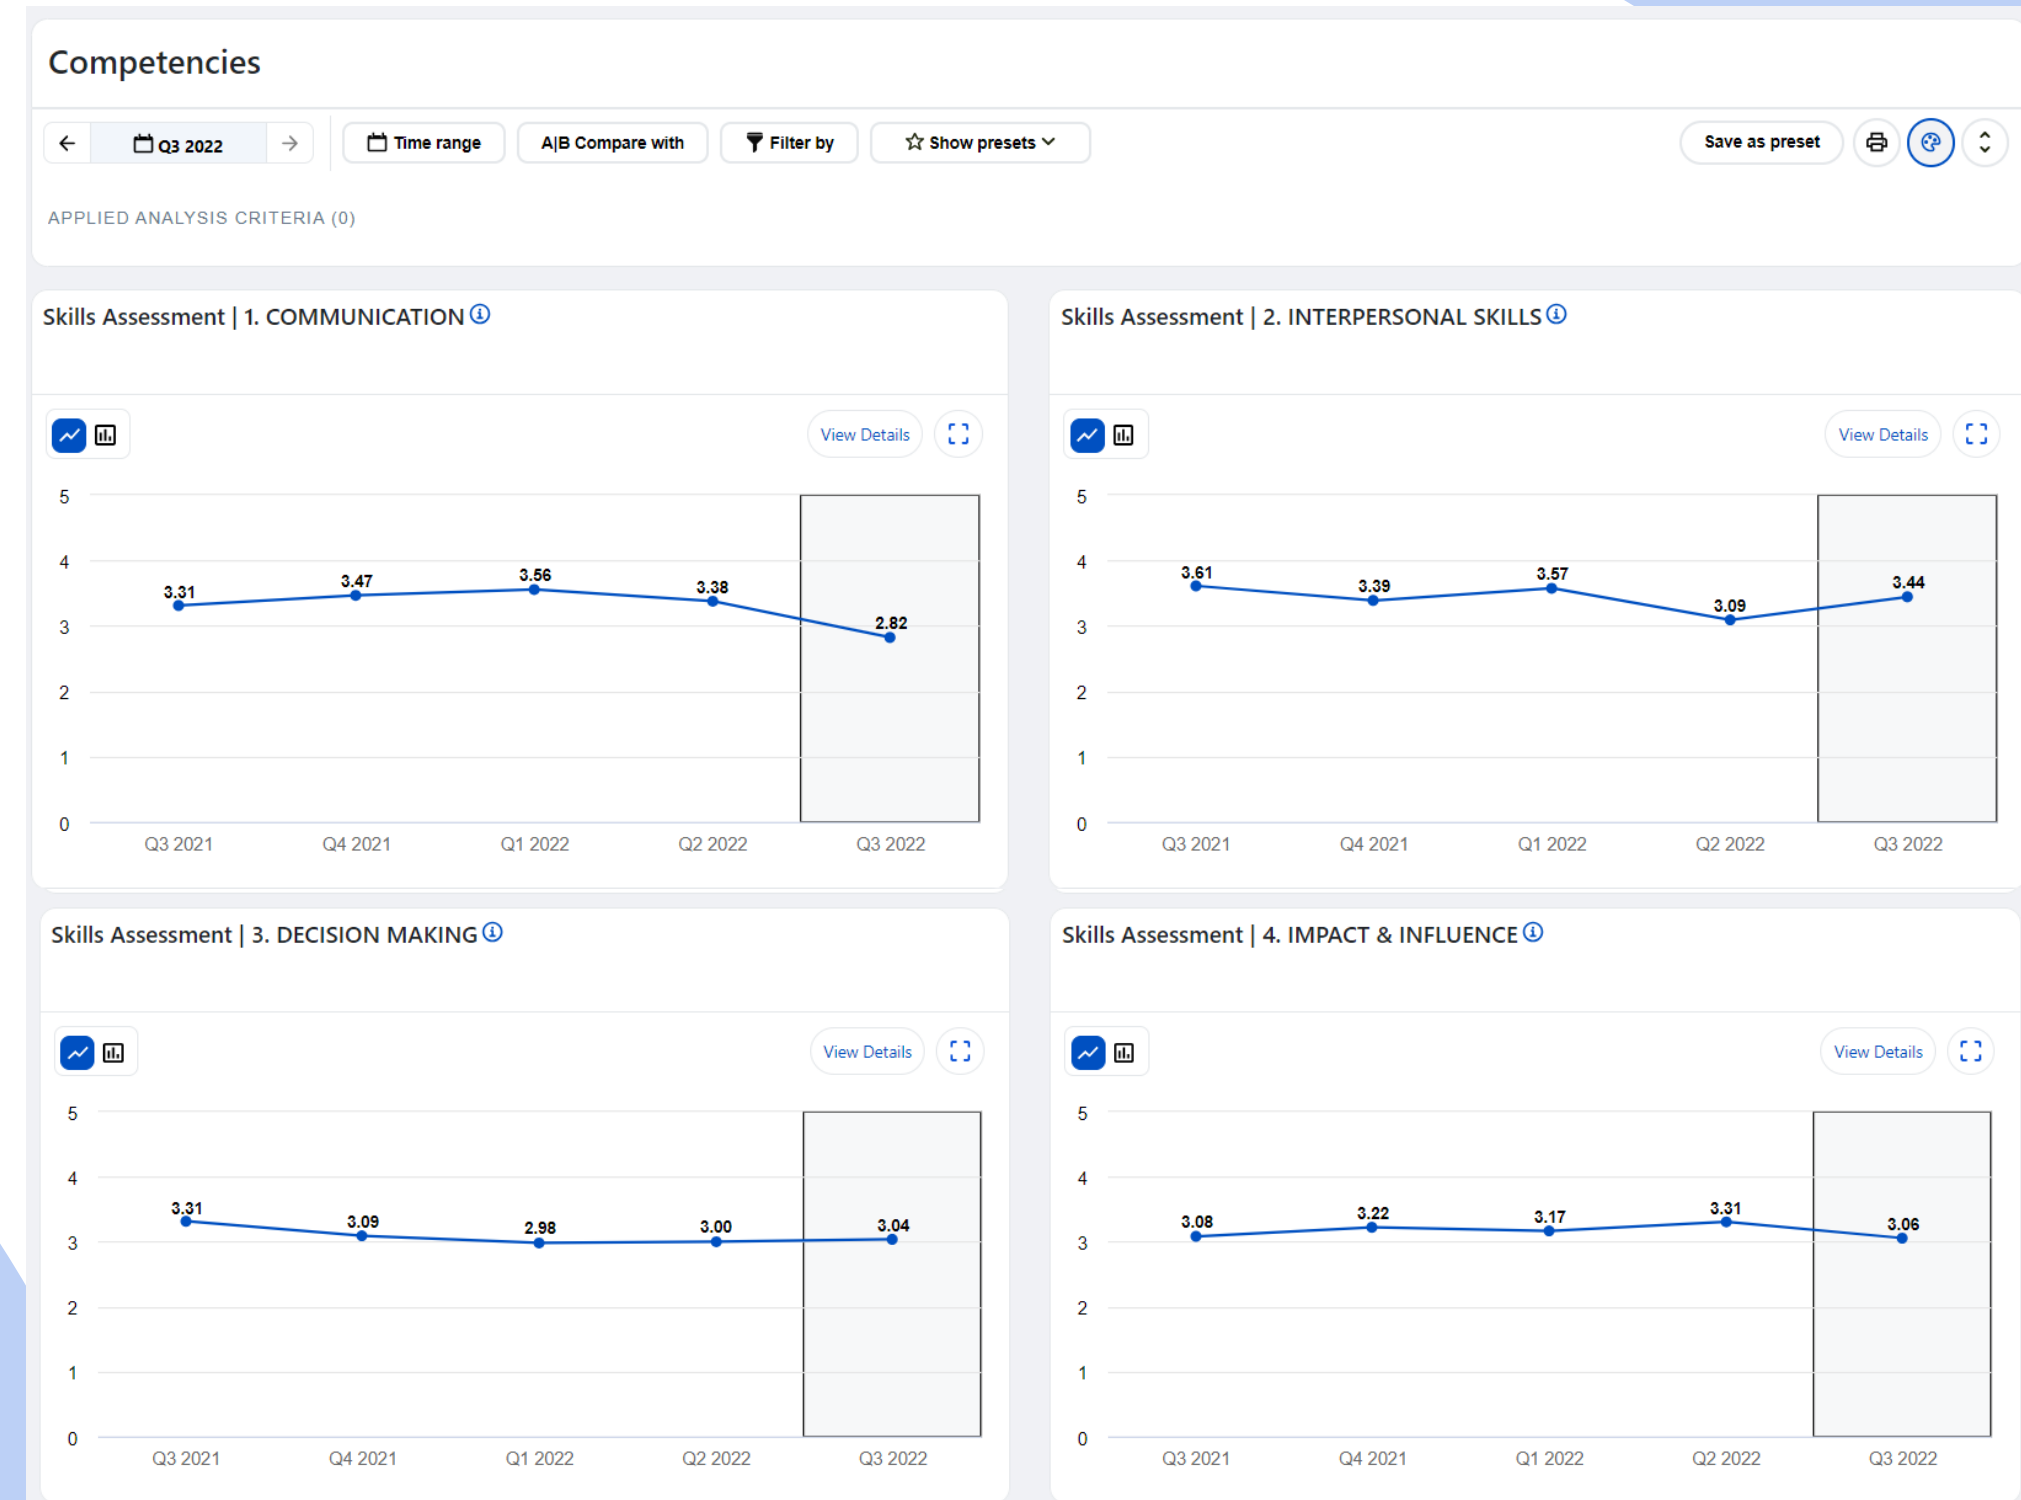 Competencies
Q3 2022 Time range A|B Compare with Filter by Show presets Save as preset
APPLIED ANALYSIS CRITERIA (0)
Skills Assessment | 1. COMMUNICATION
View Details
5
4
3
2
1
0
3.31 3.47 3.56 3.38 2.82
Q3 2021 Q4 2021 Q1 2022 Q2 2022 Q3 2022
Skills Assessment | 2. INTERPERSONAL SKILLS
View Details
5
4
3
2
1
0
3.61 3.39 3.57 3.09 3.44
Q3 2021 Q4 2021 Q1 2022 Q2 2022 Q3 2022
Skills Assessment | 3. DECISION MAKING
View Details
5
4
3
2
1
0
3.31 3.09 2.98 3.00 3.04
Q3 2021 Q4 2021 Q1 2022 Q2 2022 Q3 2022
Skills Assessment | 4. IMPACT & INFLUENCE
View Details
5
4
3
2
1
0
3.08 3.22 3.17 3.31 3.06
Q3 2021 Q4 2021 Q1 2022 Q2 2022 Q3 2022